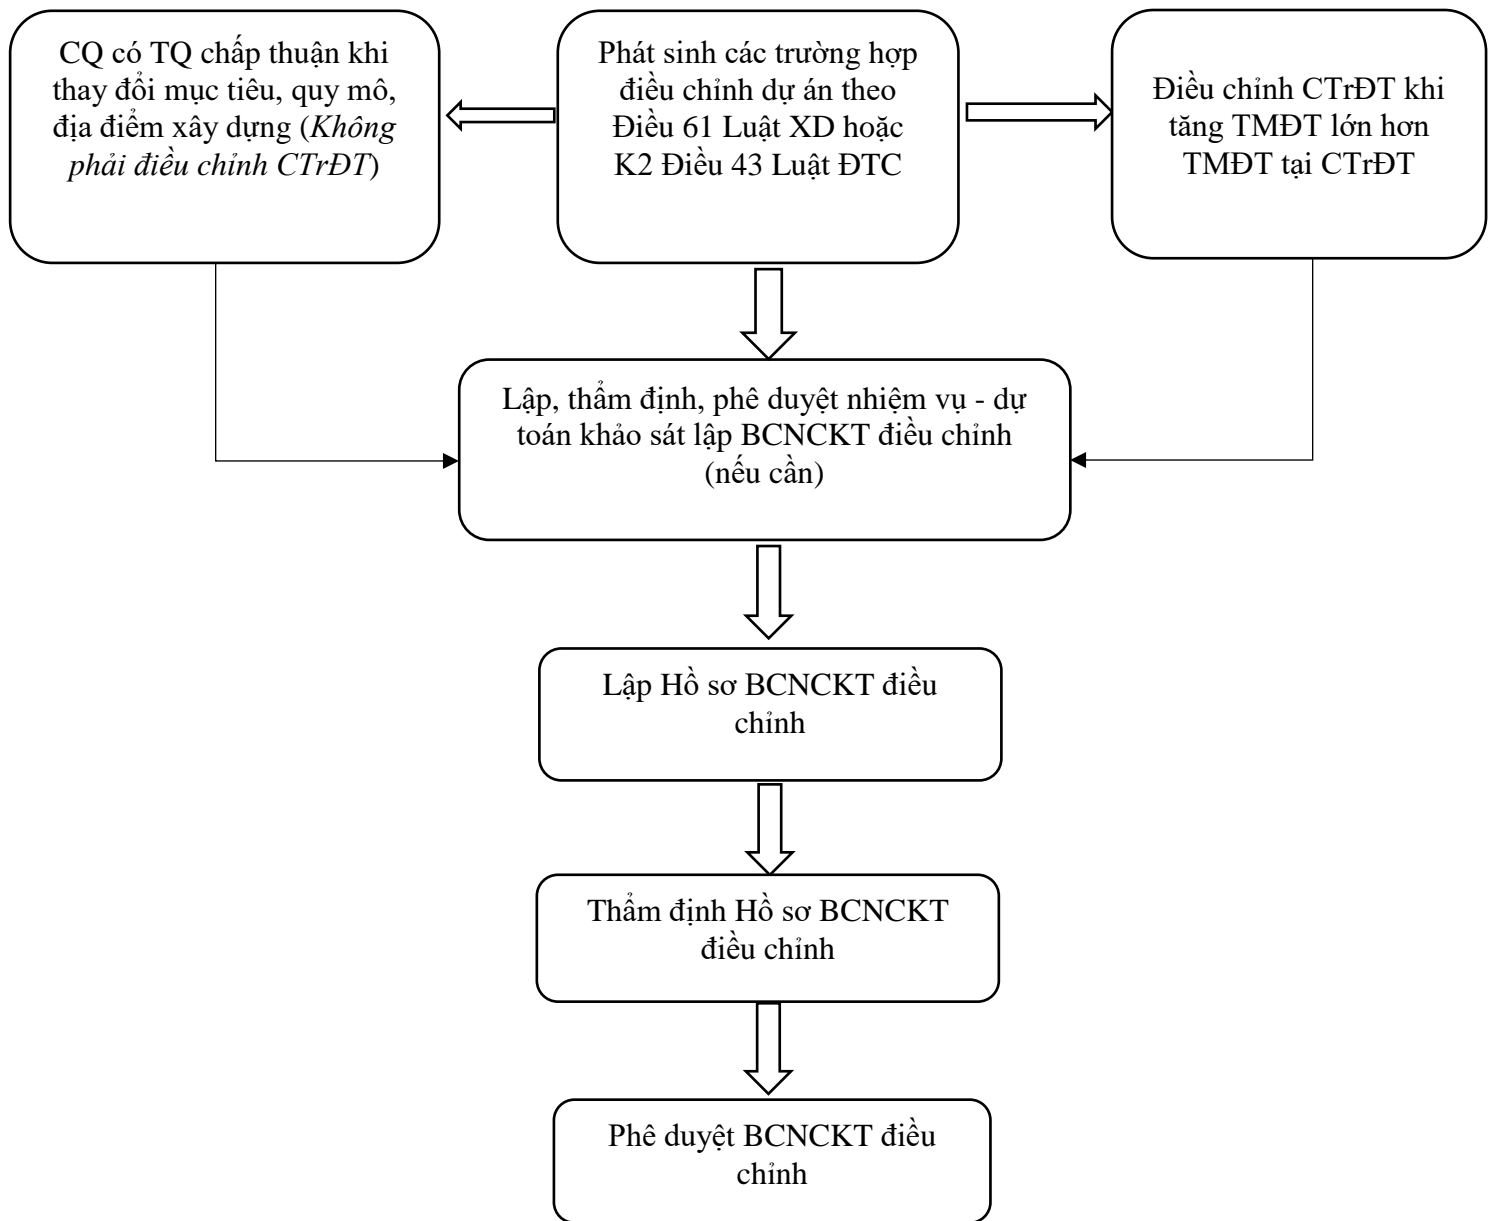 CQ có TQ chấp thuận khi
thay đổi mục tiêu, quy mô,
địa điểm xây dựng (Không
phải điều chỉnh CTrĐT)
Phát sinh các trường hợp
điều chỉnh dự án theo
Điều 61 Luật XD hoặc
K2 Điều 43 Luật ĐTC
Điều chỉnh CTrĐT khi
tăng TMĐT lớn hơn
TMĐT tại CTrĐT
Lập, thẩm định, phê duyệt nhiệm vụ - dự
toán khảo sát lập BCNCKT điều chỉnh
(nếu cần)
Lập Hồ sơ BCNCKT điều
chỉnh
Thẩm định Hồ sơ BCNCKT
điều chỉnh
Phê duyệt BCNCKT điều
chỉnh